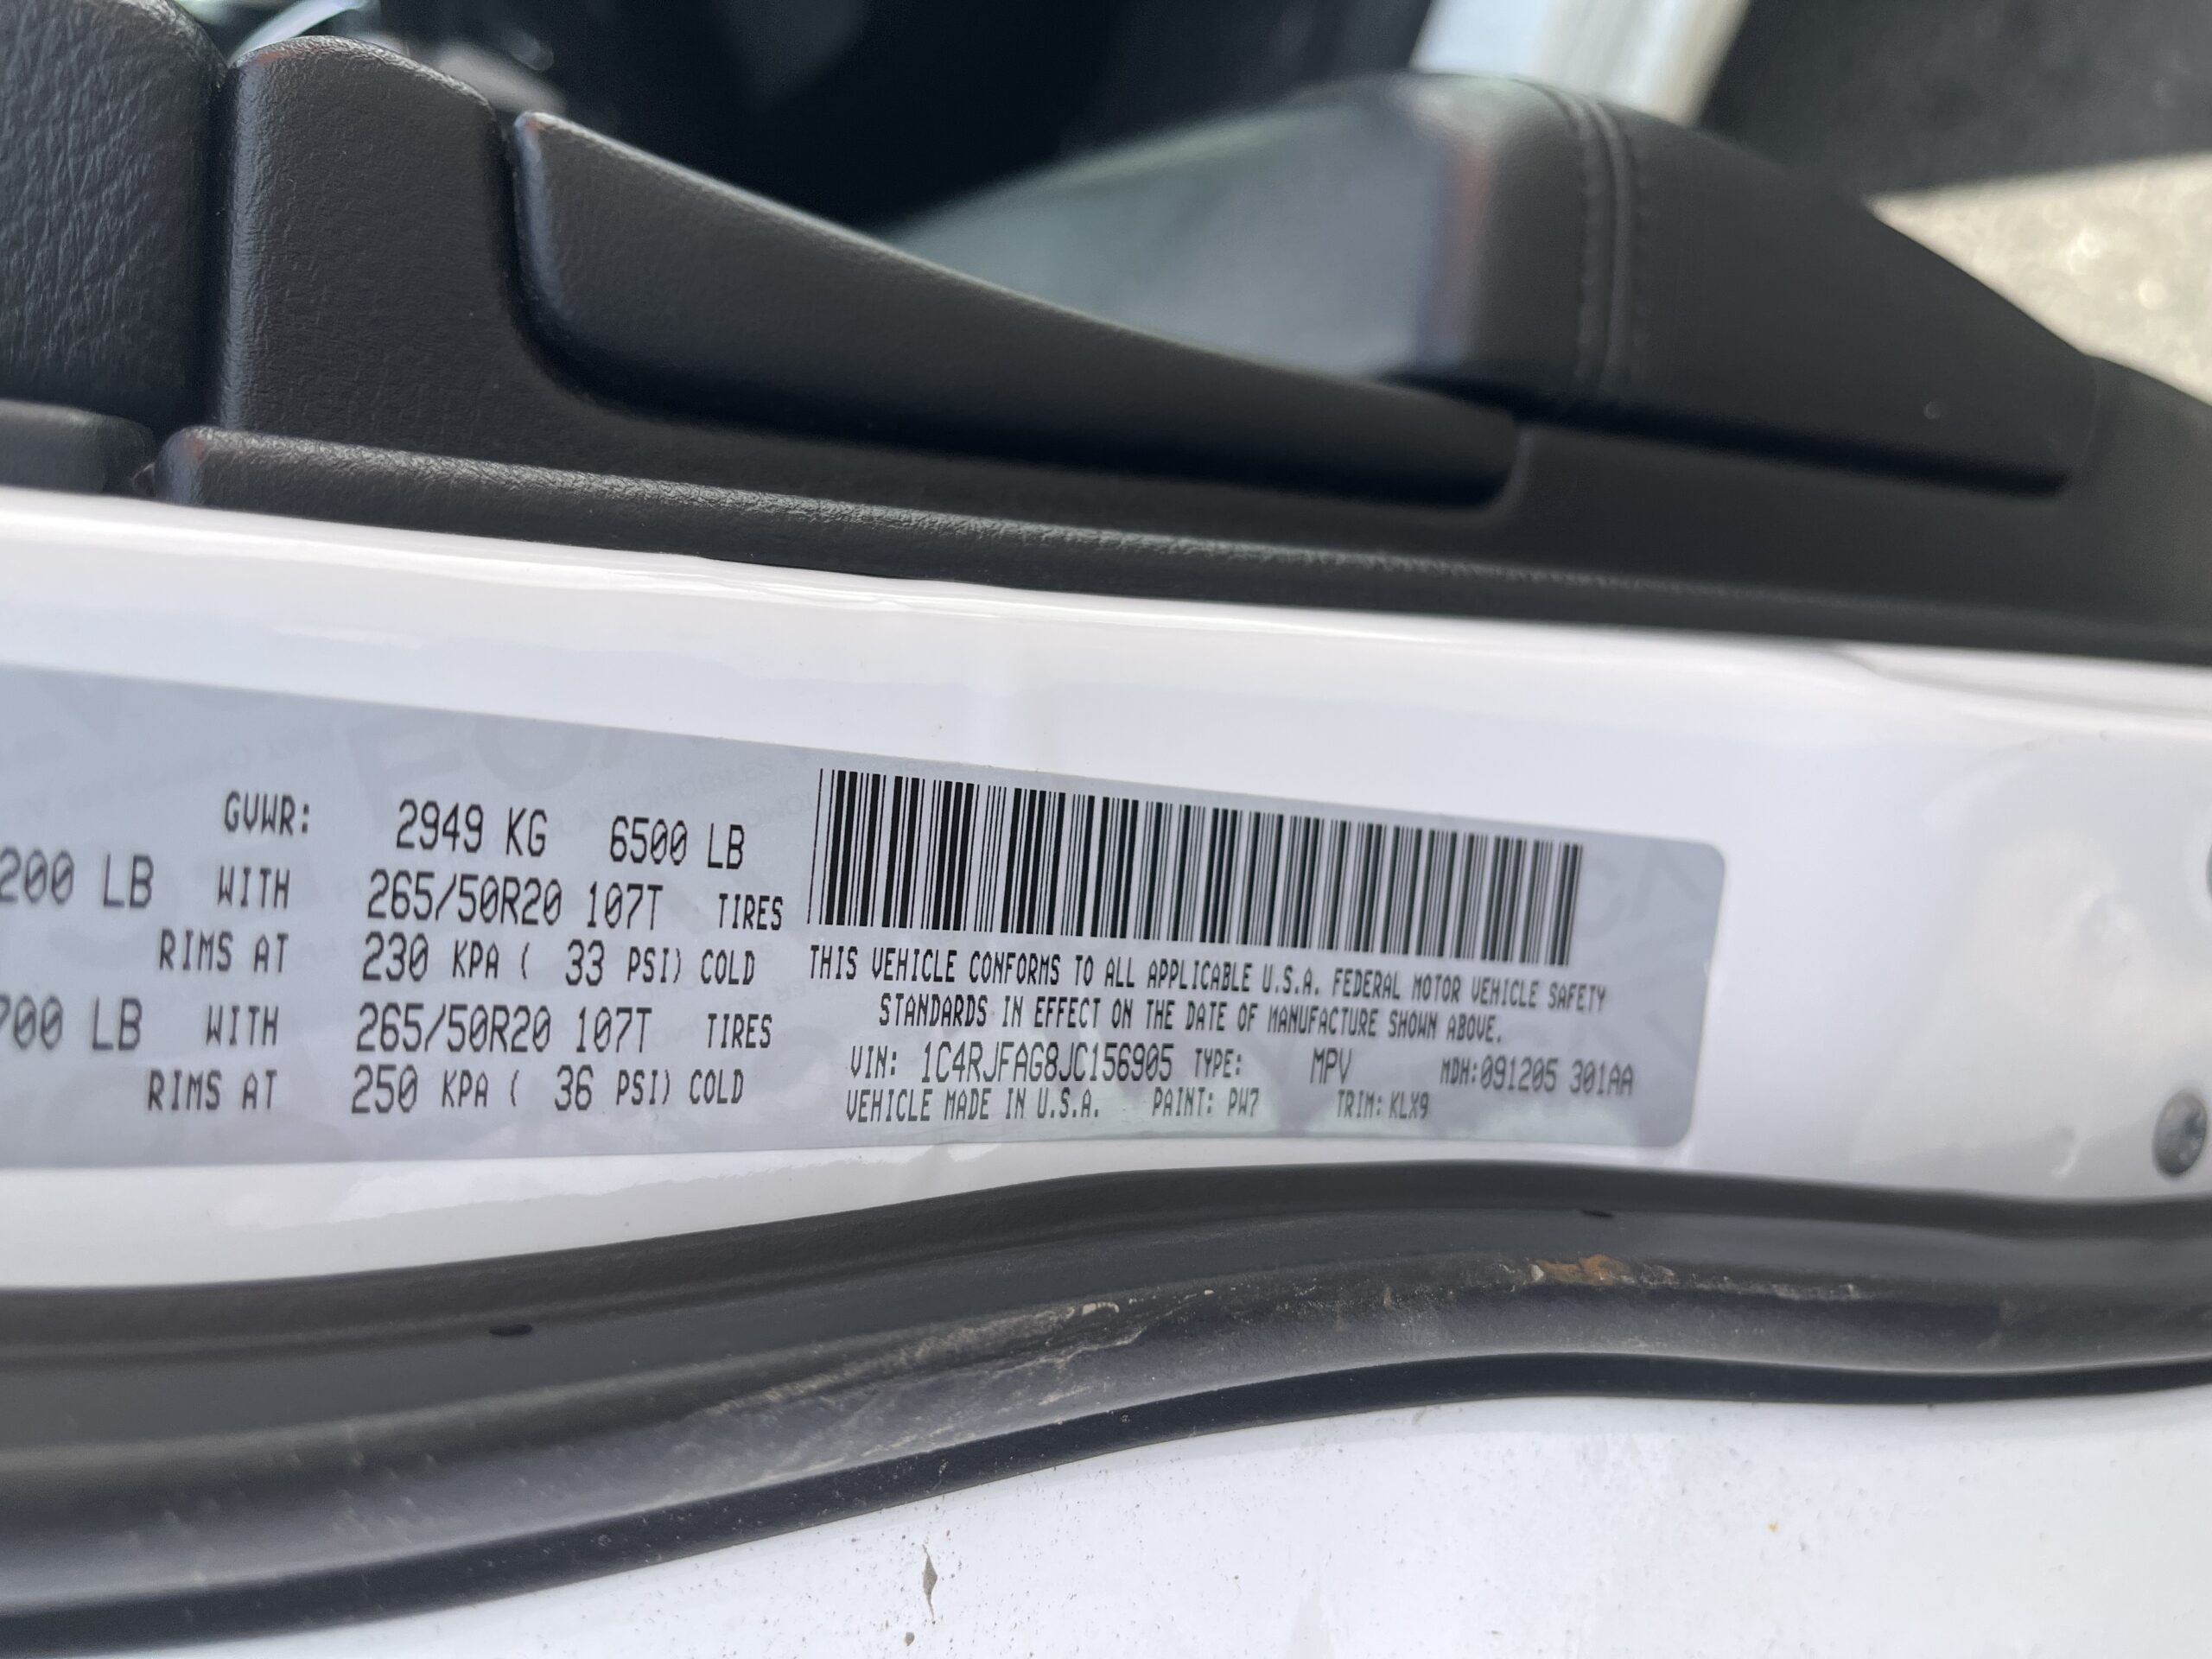 GVWR: 2949 KG 6500 LB
200 LB WITH 265/50R20 107T TIRES
RIMS AT 230 KPA ( 33 PSI) COLD
700 LB WITH 265/50R20 107T TIRES
RIMS AT 250 KPA ( 36 PSI) COLD
THIS VEHICLE CONFORMS TO ALL APPLICABLE U.S.A. FEDERAL MOTOR VEHICLE SAFETY
STANDARDS IN EFFECT ON THE DATE OF MANUFACTURE SHOWN ABOVE.
VIN: 1C4RJFAG8JC156905 TYPE: MPV MDH:091205 301AA
VEHICLE MADE IN U.S.A. PAINT: PW7 TRIM: KLX9